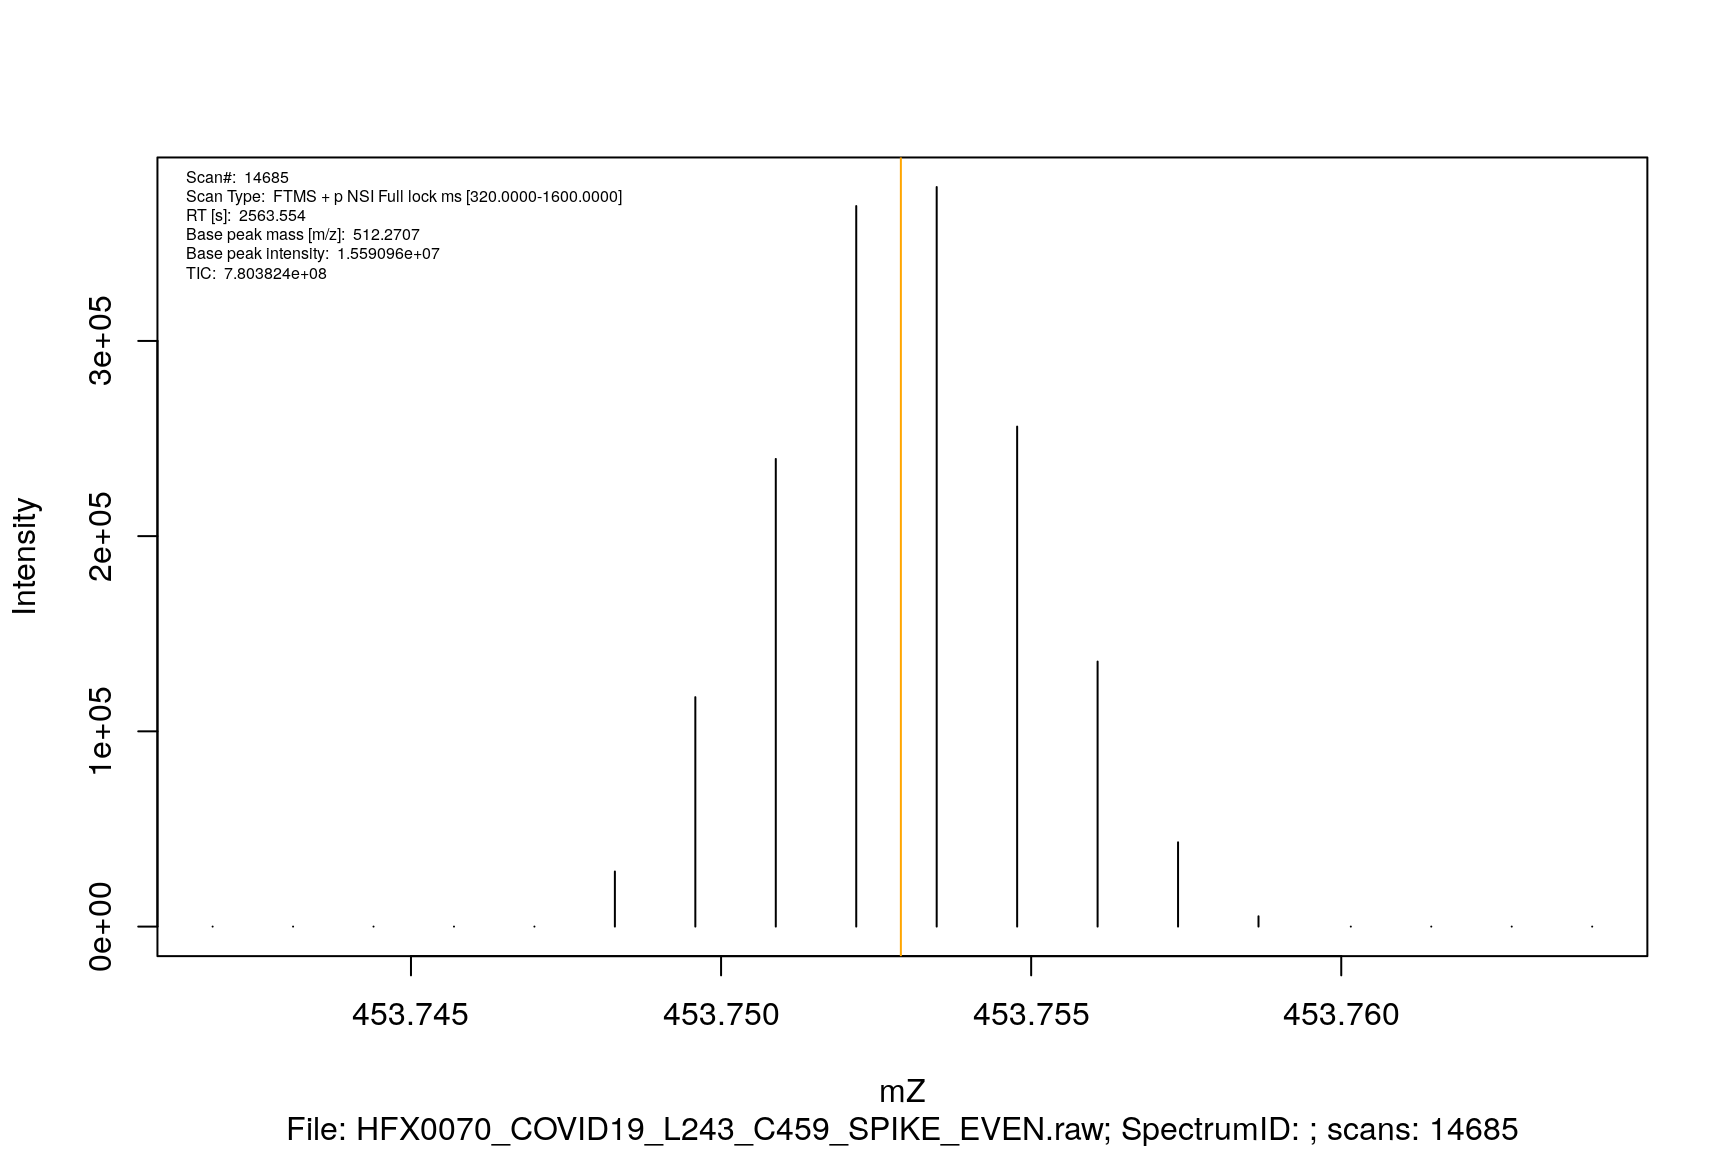 Scan#: 14685
Scan Type: FTMS + p NSI Full lock ms [320.0000-1600.0000]
RT [s]: 2563.554
Base peak mass [m/z]: 512.2707
Base peak intensity: 1.559096e+07
TIC: 7.803824e+08
Intensity
3e+05
2e+05
1e+05
0e+00
453.745 453.750 453.755 453.760
mZ
File: HFX0070_COVID19_L243_C459_SPIKE_EVEN.raw; SpectrumID: ; scans: 14685